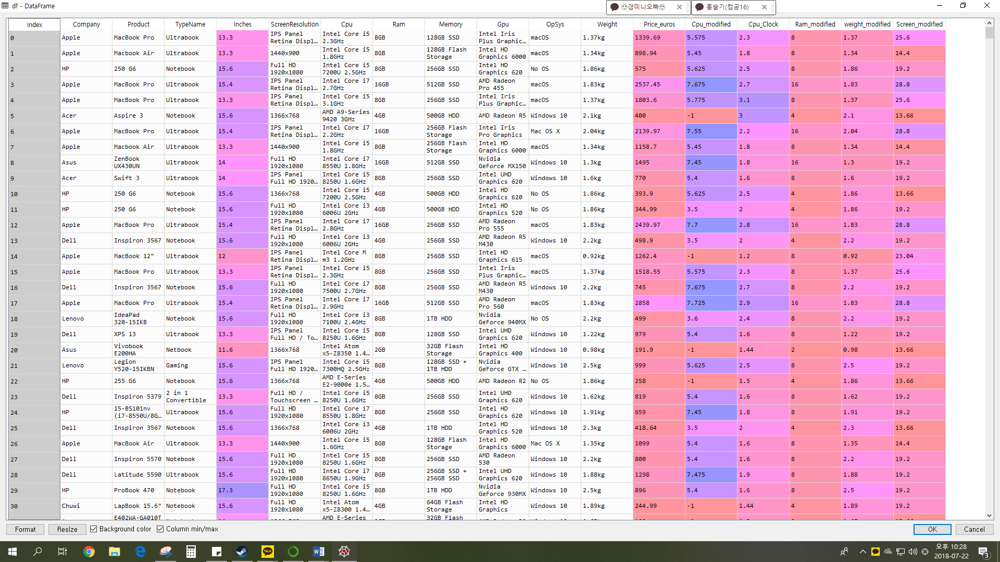 df - DataFrame
경미니오빠
홍슬기(컴공16)
Index Company Product TypeName Inches ScreenResolution Cpu Ram Memory Gpu OpSys Weight Price_euros Cpu_modified Cpu_Clock Ram_modified weight_modified Screen_modified
0 Apple MacBook Pro Ultrabook 13.3 IPS Panel Retina Displ… Intel Core i5 2.3GHz 8GB 128GB SSD Intel Iris Plus Graphic… macOS 1.37kg 1339.69 5.575 2.3 8 1.37 25.6
1 Apple Macbook Air Ultrabook 13.3 1440x900 Intel Core i5 1.8GHz 8GB 128GB Flash Storage Intel HD Graphics 6000 macOS 1.34kg 898.94 5.45 1.8 8 1.34 14.4
2 HP 250 G6 Notebook 15.6 Full HD 1920x1080 Intel Core i5 7200U 2.5GHz 8GB 256GB SSD Intel HD Graphics 620 No OS 1.86kg 575 5.625 2.5 8 1.86 19.2
3 Apple MacBook Pro Ultrabook 15.4 IPS Panel Retina Displ… Intel Core i7 2.7GHz 16GB 512GB SSD AMD Radeon Pro 455 macOS 1.83kg 2537.45 7.675 2.7 16 1.83 28.8
4 Apple MacBook Pro Ultrabook 13.3 IPS Panel Retina Displ… Intel Core i5 3.1GHz 8GB 256GB SSD Intel Iris Plus Graphic… macOS 1.37kg 1803.6 5.775 3.1 8 1.37 25.6
5 Acer Aspire 3 Notebook 15.6 1366x768 AMD A9-Series 9420 3GHz 4GB 500GB HDD AMD Radeon R5 Windows 10 2.1kg 400 -1 3 4 2.1 13.66
6 Apple MacBook Pro Ultrabook 15.4 IPS Panel Retina Displ… Intel Core i7 2.2GHz 16GB 256GB Flash Storage Intel Iris Pro Graphics Mac OS X 2.04kg 2139.97 7.55 2.2 16 2.04 28.8
7 Apple Macbook Air Ultrabook 13.3 1440x900 Intel Core i5 1.8GHz 8GB 256GB Flash Storage Intel HD Graphics 6000 macOS 1.34kg 1158.7 5.45 1.8 8 1.34 14.4
8 Asus ZenBook UX430UN Ultrabook 14 Full HD 1920x1080 Intel Core i7 8550U 1.8GHz 16GB 512GB SSD Nvidia GeForce MX150 Windows 10 1.3kg 1495 7.45 1.8 16 1.3 19.2
9 Acer Swift 3 Ultrabook 14 IPS Panel Full HD 1920… Intel Core i5 8250U 1.6GHz 8GB 256GB SSD Intel UHD Graphics 620 Windows 10 1.6kg 770 5.4 1.6 8 1.6 19.2
10 HP 250 G6 Notebook 15.6 1366x768 Intel Core i5 7200U 2.5GHz 4GB 500GB HDD Intel HD Graphics 620 No OS 1.86kg 393.9 5.625 2.5 4 1.86 13.66
11 HP 250 G6 Notebook 15.6 Full HD 1920x1080 Intel Core i3 6006U 2GHz 4GB 500GB HDD Intel HD Graphics 520 No OS 1.86kg 344.99 3.5 2 4 1.86 19.2
12 Apple MacBook Pro Ultrabook 15.4 IPS Panel Retina Displ… Intel Core i7 2.8GHz 16GB 256GB SSD AMD Radeon Pro 555 macOS 1.83kg 2439.97 7.7 2.8 16 1.83 28.8
13 Dell Inspiron 3567 Notebook 15.6 Full HD 1920x1080 Intel Core i3 6006U 2GHz 4GB 256GB SSD AMD Radeon R5 M430 Windows 10 2.2kg 498.9 3.5 2 4 2.2 19.2
14 Apple MacBook 12" Ultrabook 12 IPS Panel Retina Displ… Intel Core M m3 1.2GHz 8GB 256GB SSD Intel HD Graphics 615 macOS 0.92kg 1262.4 -1 1.2 8 0.92 23.04
15 Apple MacBook Pro Ultrabook 13.3 IPS Panel Retina Displ… Intel Core i5 2.3GHz 8GB 256GB SSD Intel Iris Plus Graphic… macOS 1.37kg 1518.55 5.575 2.3 8 1.37 25.6
16 Dell Inspiron 3567 Notebook 15.6 Full HD 1920x1080 Intel Core i7 7500U 2.7GHz 8GB 256GB SSD AMD Radeon R5 M430 Windows 10 2.2kg 745 7.675 2.7 8 2.2 19.2
17 Apple MacBook Pro Ultrabook 15.4 IPS Panel Retina Displ… Intel Core i7 2.9GHz 16GB 512GB SSD AMD Radeon Pro 560 macOS 1.83kg 2858 7.725 2.9 16 1.83 28.8
18 Lenovo IdeaPad 320-15IKB Notebook 15.6 Full HD 1920x1080 Intel Core i3 7100U 2.4GHz 8GB 1TB HDD Nvidia GeForce 940MX No OS 2.2kg 499 3.6 2.4 8 2.2 19.2
19 Dell XPS 13 Ultrabook 13.3 IPS Panel Full HD / To… Intel Core i5 8250U 1.6GHz 8GB 128GB SSD Intel UHD Graphics 620 Windows 10 1.22kg 979 5.4 1.6 8 1.22 19.2
20 Asus Vivobook E200HA Netbook 11.6 1366x768 Intel Atom x5-Z8350 1.4… 2GB 32GB Flash Storage Intel HD Graphics 400 Windows 10 0.98kg 191.9 -1 1.44 2 0.98 13.66
21 Lenovo Legion Y520-15IKBN Gaming 15.6 IPS Panel Full HD 1920… Intel Core i5 7300HQ 2.5GHz 8GB 128GB SSD + 1TB HDD Nvidia GeForce GTX … Windows 10 2.5kg 999 5.625 2.5 8 2.5 19.2
22 HP 255 G6 Notebook 15.6 1366x768 AMD E-Series E2-9000e 1.5… 4GB 500GB HDD AMD Radeon R2 No OS 1.86kg 258 -1 1.5 4 1.86 13.66
23 Dell Inspiron 5379 2 in 1 Convertible 13.3 Full HD / Touchscreen … Intel Core i5 8250U 1.6GHz 8GB 256GB SSD Intel UHD Graphics 620 Windows 10 1.62kg 819 5.4 1.6 8 1.62 19.2
24 HP 15-BS101nv (i7-8550U/8G… Ultrabook 15.6 Full HD 1920x1080 Intel Core i7 8550U 1.8GHz 8GB 256GB SSD Intel HD Graphics 620 Windows 10 1.91kg 659 7.45 1.8 8 1.91 19.2
25 Dell Inspiron 3567 Notebook 15.6 1366x768 Intel Core i3 6006U 2GHz 4GB 1TB HDD Intel HD Graphics 520 Windows 10 2.3kg 418.64 3.5 2 4 2.3 13.66
26 Apple MacBook Air Ultrabook 13.3 1440x900 Intel Core i5 1.6GHz 8GB 128GB Flash Storage Intel HD Graphics 6000 Mac OS X 1.35kg 1099 5.4 1.6 8 1.35 14.4
27 Dell Inspiron 5570 Notebook 15.6 Full HD 1920x1080 Intel Core i5 8250U 1.6GHz 8GB 256GB SSD AMD Radeon 530 Windows 10 2.2kg 800 5.4 1.6 8 2.2 19.2
28 Dell Latitude 5590 Ultrabook 15.6 Full HD 1920x1080 Intel Core i7 8650U 1.9GHz 8GB 256GB SSD + 256GB SSD Intel UHD Graphics 620 Windows 10 1.88kg 1298 7.475 1.9 8 1.88 19.2
29 HP ProBook 470 Notebook 17.3 Full HD 1920x1080 Intel Core i5 8250U 1.6GHz 8GB 1TB HDD Nvidia GeForce 930MX Windows 10 2.5kg 896 5.4 1.6 8 2.5 19.2
30 Chuwi LapBook 15.6" Notebook 15.6 Full HD 1920x1080 Intel Atom x5-Z8300 1.4… 4GB 64GB Flash Storage Intel HD Graphics Windows 10 1.89kg 244.99 -1 1.44 4 1.89 19.2
E402WA-GA010T AMD E-Series 32GB Flash
Format Resize Background color Column min/max OK Cancel
TALK
W
오후 10:28
2018-07-22
3